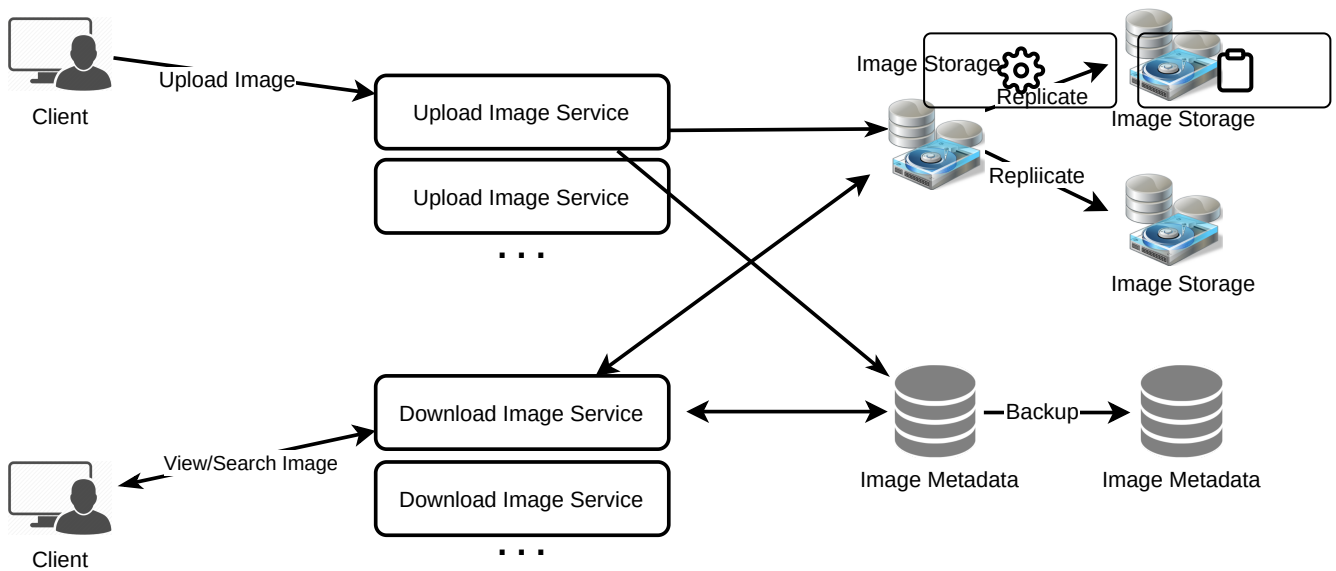 Client
Upload Image
Upload Image Service
Upload Image Service
. . .
Image Storage
Replicate
Image Storage
Repliicate
Image Storage
Client
View/Search Image
Download Image Service
Download Image Service
. . .
Image Metadata
Backup
Image Metadata